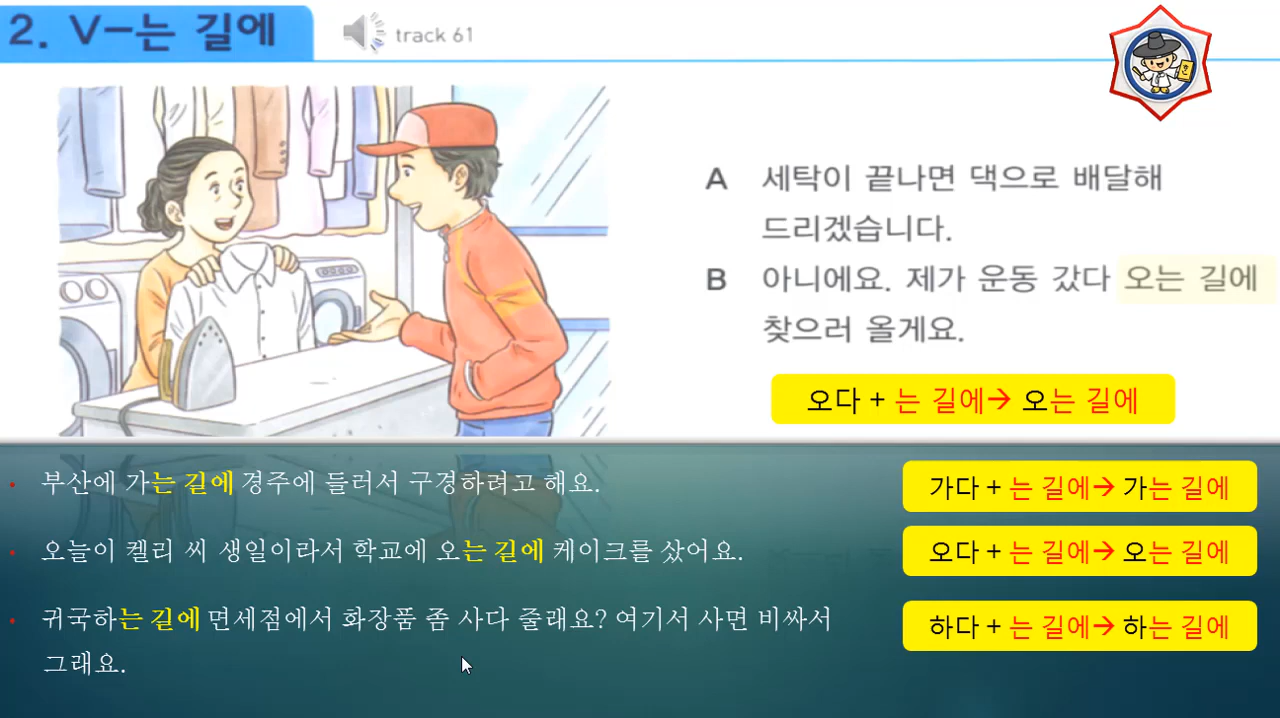 2. V-는 길에
track 61
A 세탁이 끝나면 댁으로 배달해
드리겠습니다.
B 아니에요. 제가 운동 갔다 오는 길에
찾으러 올게요.
오다 + 는 길에→ 오는 길에
• 부산에 가는 길에 경주에 들러서 구경하려고 해요.
가다 + 는 길에→ 가는 길에
• 오늘이 켈리 씨 생일이라서 학교에 오는 길에 케이크를 샀어요.
오다 + 는 길에→ 오는 길에
• 귀국하는 길에 면세점에서 화장품 좀 사다 줄래요? 여기서 사면 비싸서
그래요.
하다 + 는 길에→ 하는 길에